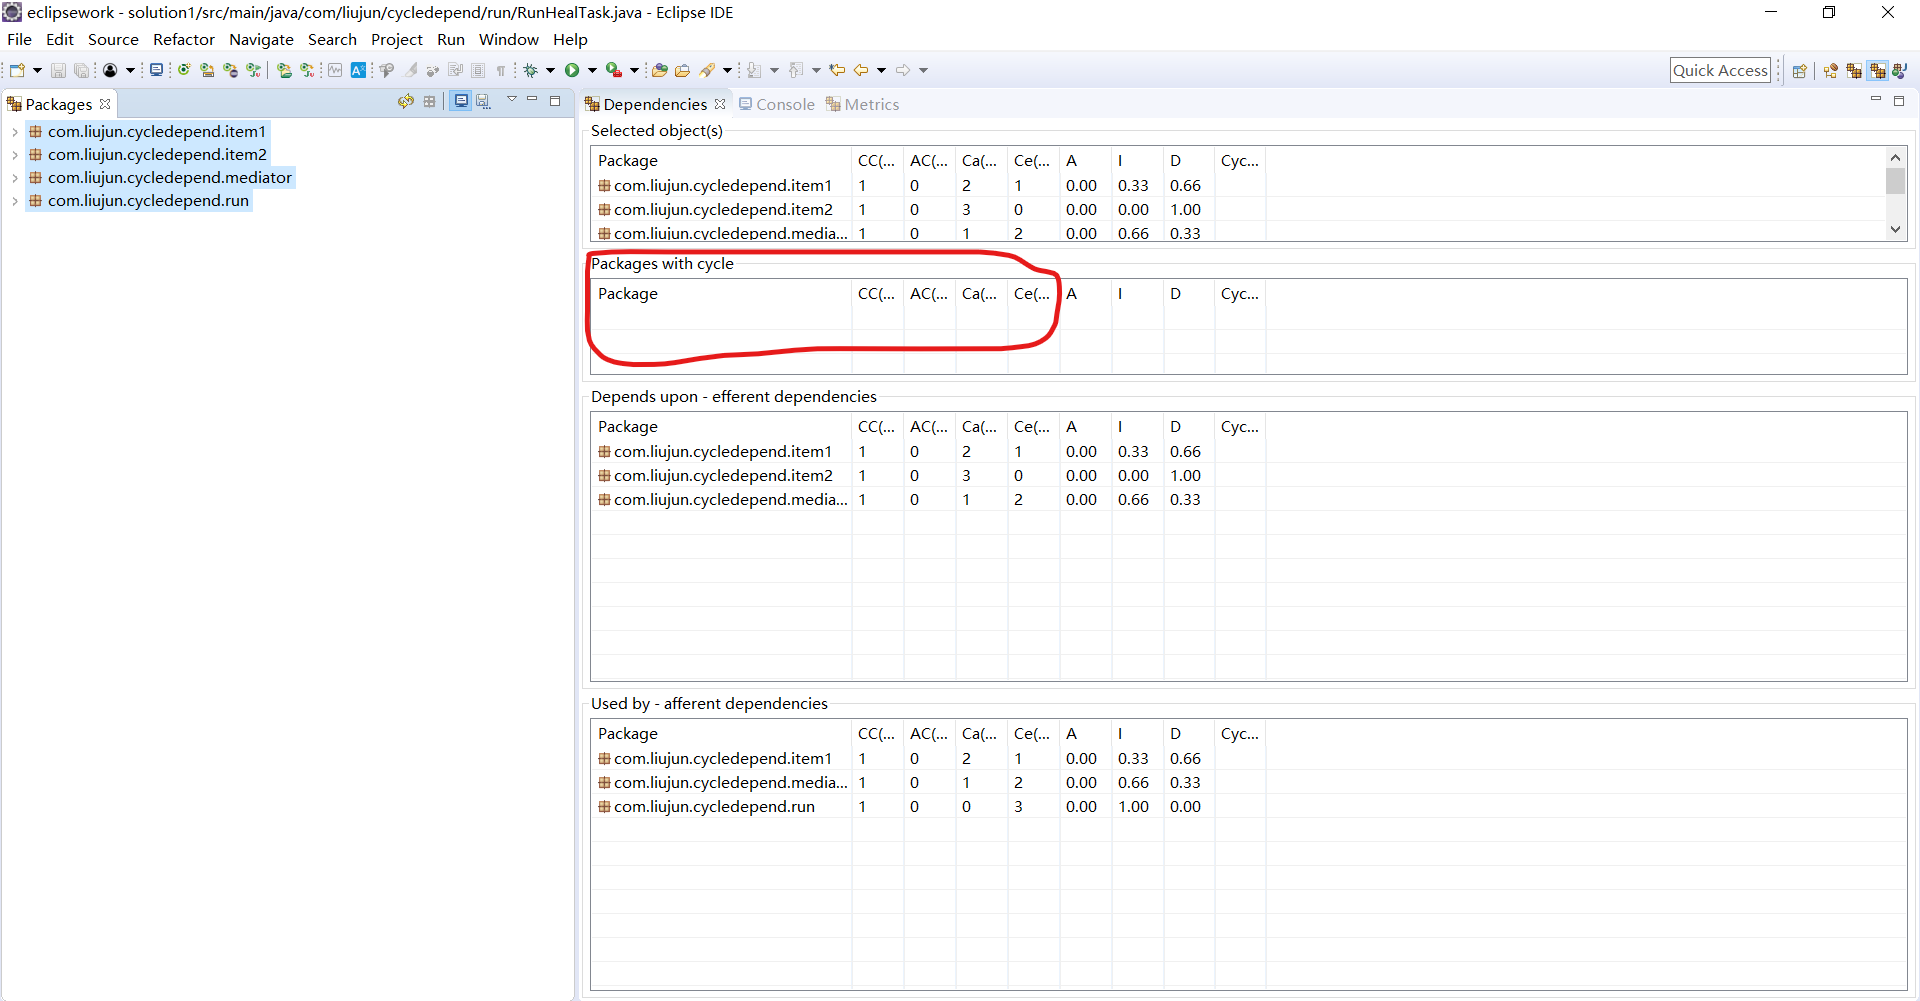 eclipsework - solution1/src/main/java/com/liujun/cycledepend/run/RunHealTask.java - Eclipse IDE
File Edit Source Refactor Navigate Search Project Run Window Help
Quick Access
Packages
com.liujun.cycledepend.item1
com.liujun.cycledepend.item2
com.liujun.cycledepend.mediator
com.liujun.cycledepend.run
Dependencies Console Metrics
Selected object(s)
Package CC(... AC(... Ca(... Ce(... A I D Cyc...
com.liujun.cycledepend.item1 1 0 2 1 0.00 0.33 0.66
com.liujun.cycledepend.item2 1 0 3 0 0.00 0.00 1.00
com.liujun.cycledepend.media... 1 0 1 2 0.00 0.66 0.33
Packages with cycle
Package CC(... AC(... Ca(... Ce(... A I D Cyc...
Depends upon - efferent dependencies
Package CC(... AC(... Ca(... Ce(... A I D Cyc...
com.liujun.cycledepend.item1 1 0 2 1 0.00 0.33 0.66
com.liujun.cycledepend.item2 1 0 3 0 0.00 0.00 1.00
com.liujun.cycledepend.media... 1 0 1 2 0.00 0.66 0.33
Used by - afferent dependencies
Package CC(... AC(... Ca(... Ce(... A I D Cyc...
com.liujun.cycledepend.item1 1 0 2 1 0.00 0.33 0.66
com.liujun.cycledepend.media... 1 0 1 2 0.00 0.66 0.33
com.liujun.cycledepend.run 1 0 0 3 0.00 1.00 0.00